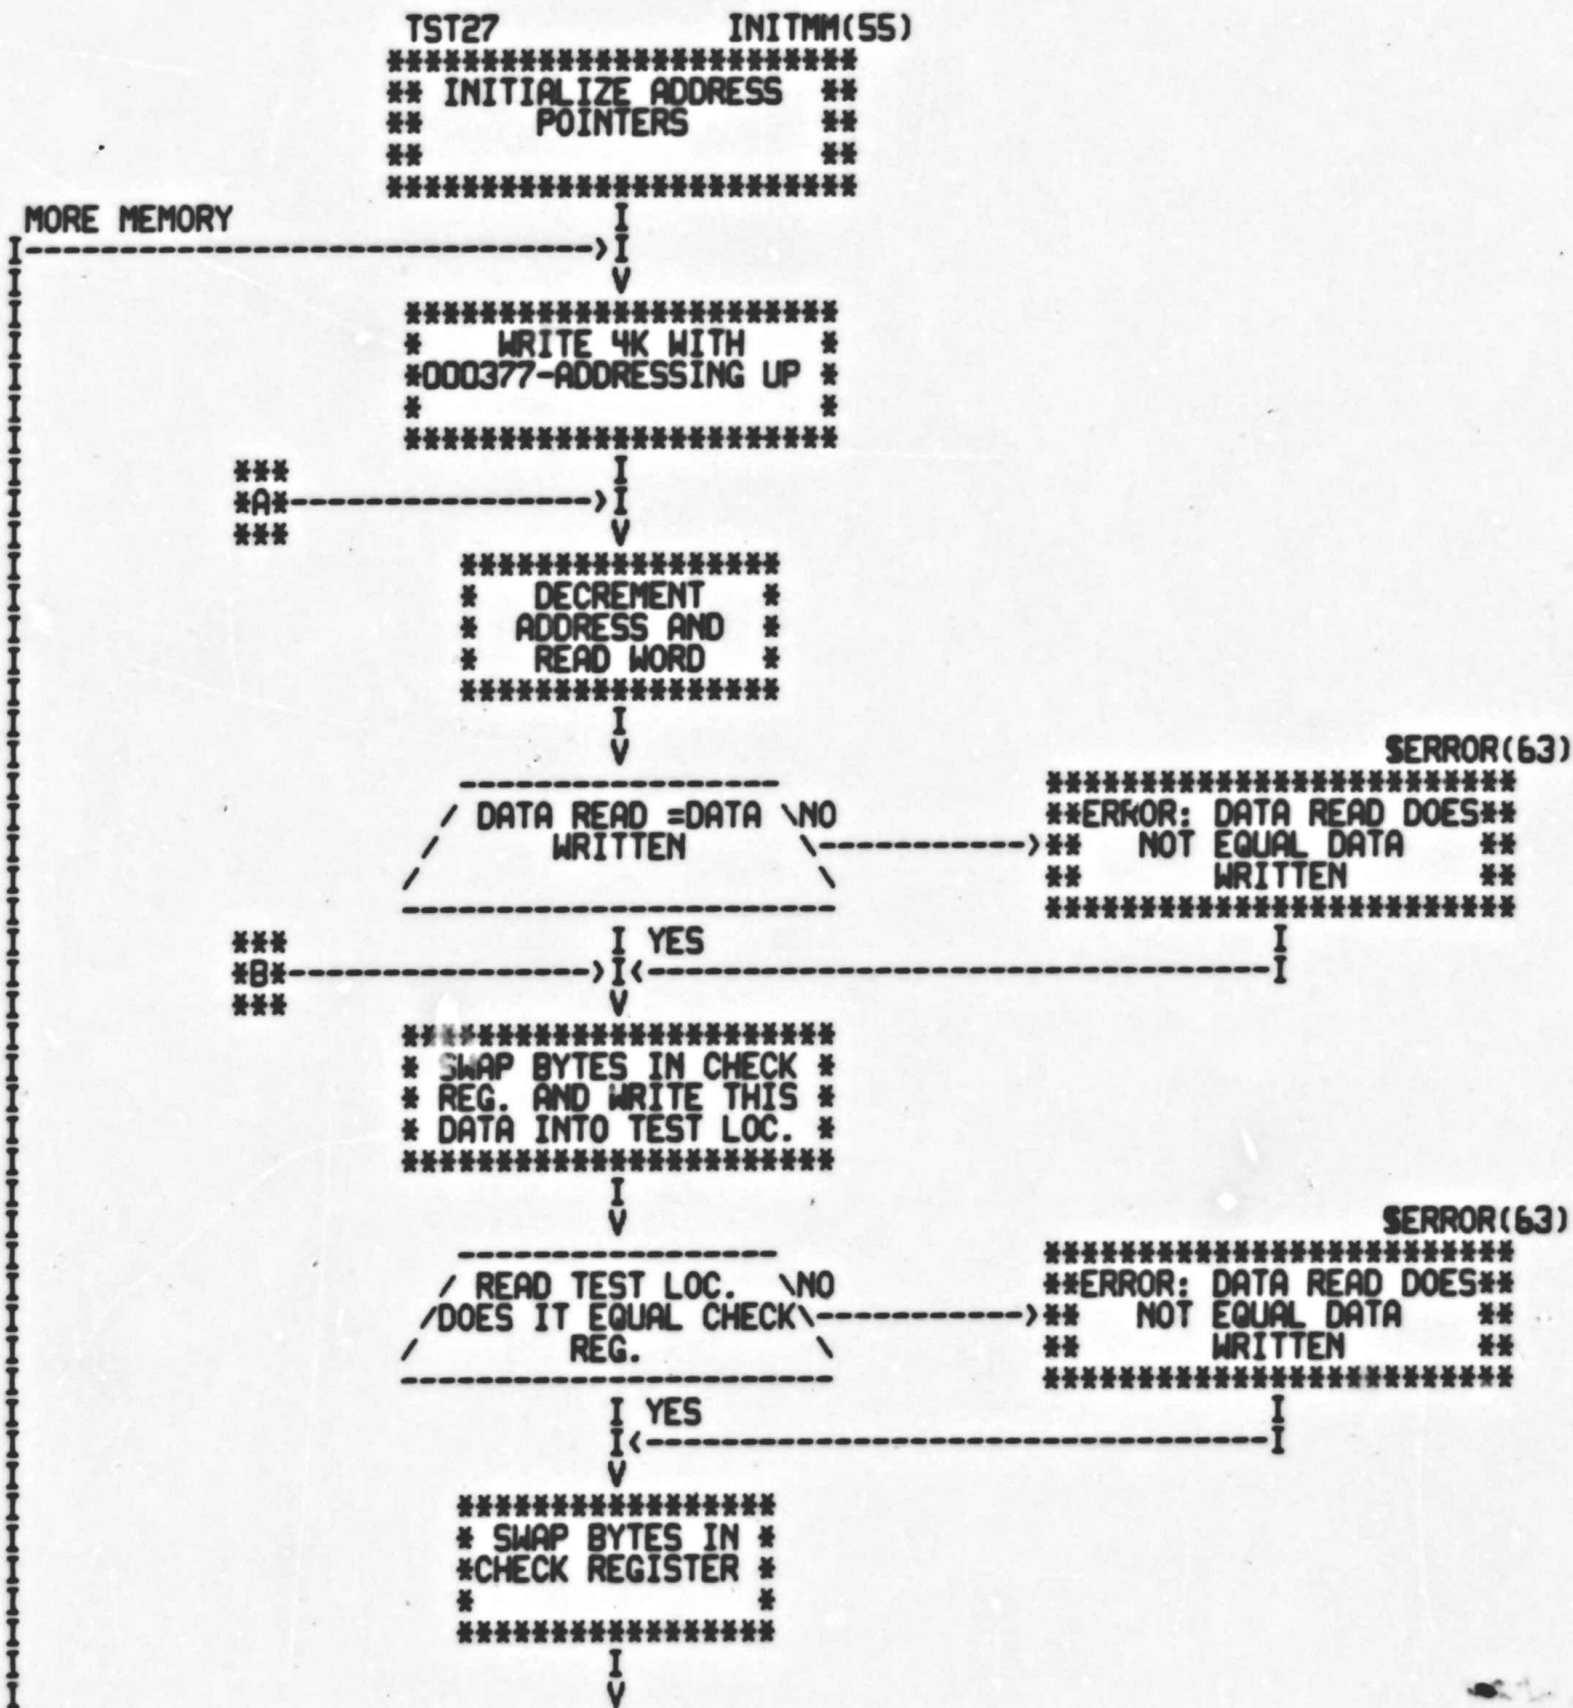 TST27 INITMM(55)
*************************
** INITIALIZE ADDRESS **
** POINTERS **
** **
*************************
MORE MEMORY
I------------------------------->I
V
***********************
* WRITE 4K WITH *
*000377-ADDRESSING UP *
* *
***********************
***
*A*----------------->I
***
V
*****************
* DECREMENT *
* ADDRESS AND *
* READ WORD *
*****************
I
V
$ERROR(63)
/ DATA READ =DATA \NO
WRITTEN
*************************
**ERROR: DATA READ DOES**
** NOT EQUAL DATA **
** WRITTEN **
*************************
I YES
***
*B*----------------->I<----------------------------------I
***
V
***********************
* SWAP BYTES IN CHECK *
* REG. AND WRITE THIS *
* DATA INTO TEST LOC. *
***********************
I
V
$ERROR(63)
/ READ TEST LOC. \NO
/DOES IT EQUAL CHECK\
REG.
*************************
**ERROR: DATA READ DOES**
** NOT EQUAL DATA **
** WRITTEN **
*************************
I YES
I<----------------------------------I
V
*****************
* SWAP BYTES IN *
*CHECK REGISTER *
* *
*****************
I
V